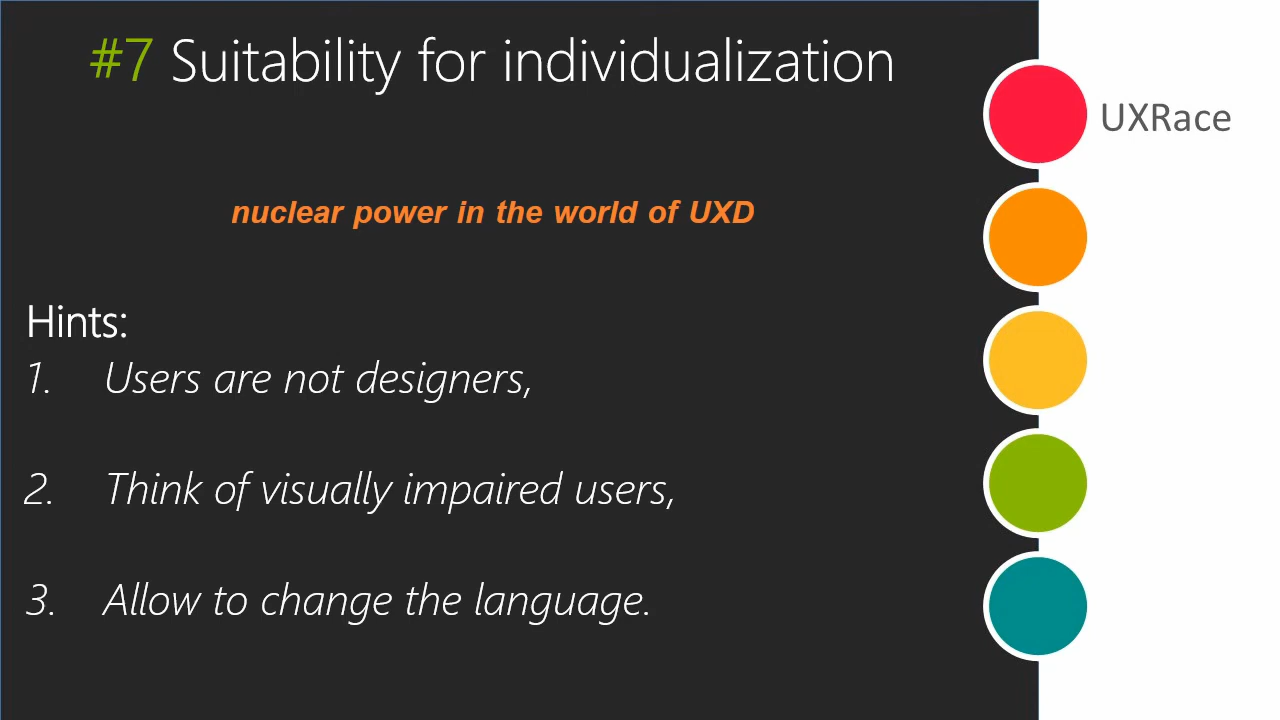 #7 Suitability for individualization
UXRace
nuclear power in the world of UXD
Hints:
1. Users are not designers,
2. Think of visually impaired users,
3. Allow to change the language.